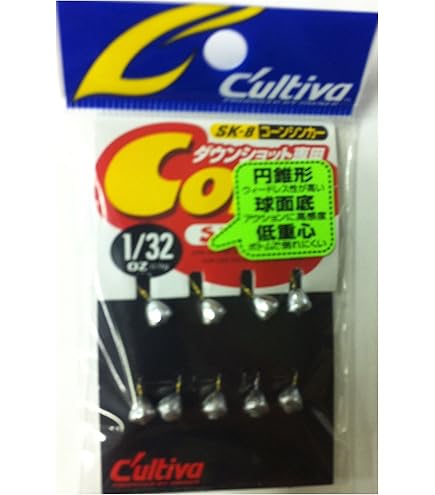 C'ultiva
SK-8 コーンシンカー
ダウンショット専用
Co
円錐形
ウィードレス性が高い
球面底
アクションに高感度
低重心
ボトムで倒れにくい
S
1/32
OZ
C'ultiva